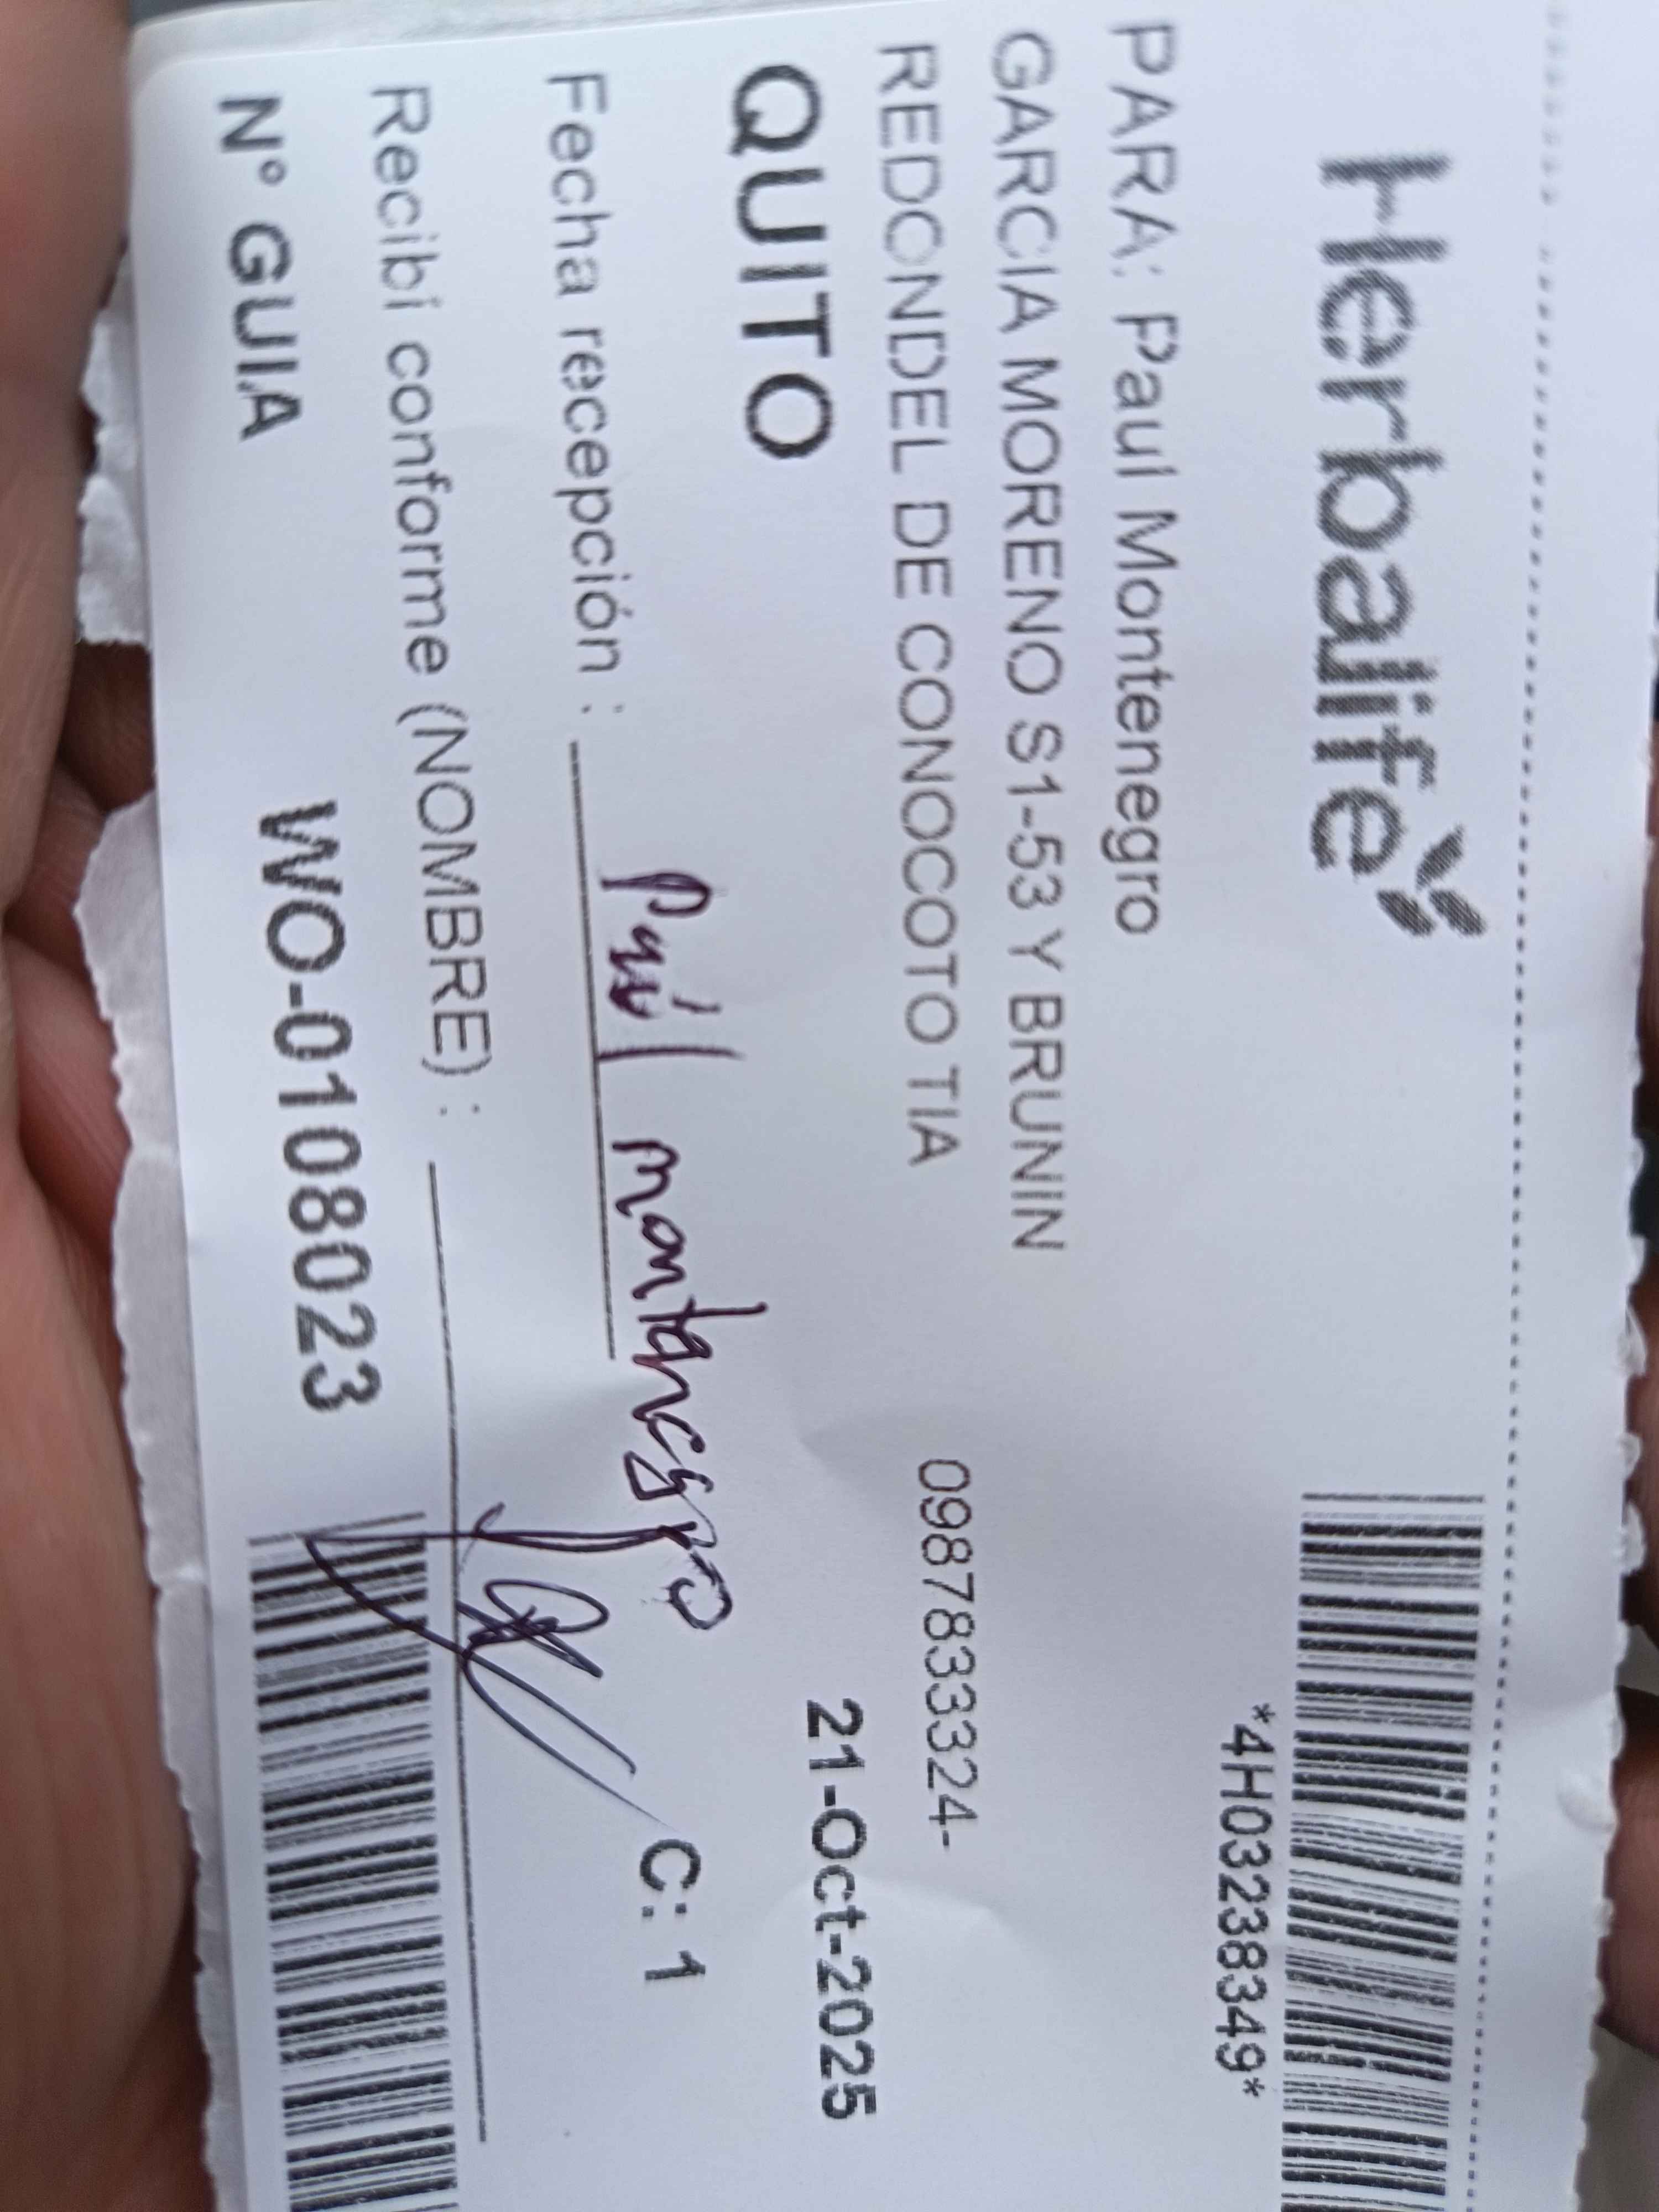 Herbalife
*4H03238349*
PARA: Paul Montenegro
GARCIA MORENO S1-53 Y BRUNIN
REDONDEL DE CONOCOTO TIA 0987833324-
QUITO 21-Oct-2025
Fecha recepción : Paúl montenegro C: 1
Recibí conforme (NOMBRE) :
N° GUIA WO-0108023